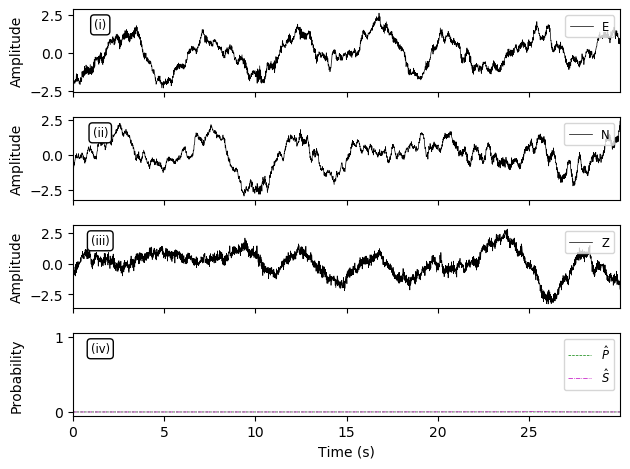 Amplitude
2.5
0.0
−2.5
(i)
E
Amplitude
2.5
0.0
−2.5
(ii)
N
Amplitude
2.5
0.0
−2.5
(iii)
Z
Probability
1
0
(iv)
P̂
Ŝ
0 5 10 15 20 25
Time (s)